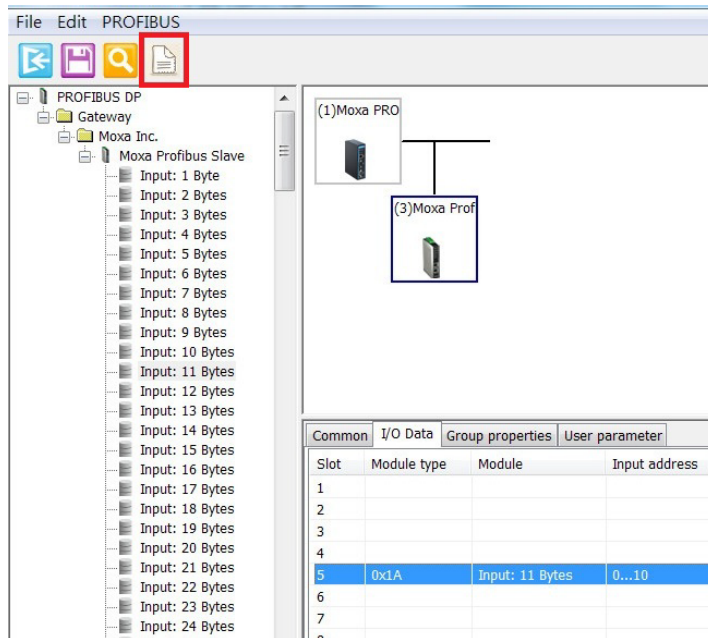 File Edit PROFIBUS
PROFIBUS DP
Gateway
Moxa Inc.
Moxa Profibus Slave
Input: 1 Byte
Input: 2 Bytes
Input: 3 Bytes
Input: 4 Bytes
Input: 5 Bytes
Input: 6 Bytes
Input: 7 Bytes
Input: 8 Bytes
Input: 9 Bytes
Input: 10 Bytes
Input: 11 Bytes
Input: 12 Bytes
Input: 13 Bytes
Input: 14 Bytes
Input: 15 Bytes
Input: 16 Bytes
Input: 17 Bytes
Input: 18 Bytes
Input: 19 Bytes
Input: 20 Bytes
Input: 21 Bytes
Input: 22 Bytes
Input: 23 Bytes
Input: 24 Bytes
(1)Moxa PRO
(3)Moxa Prof
Common I/O Data Group properties User parameter
Slot Module type Module Input address
1
2
3
4
5 0x1A Input: 11 Bytes 0...10
6
7